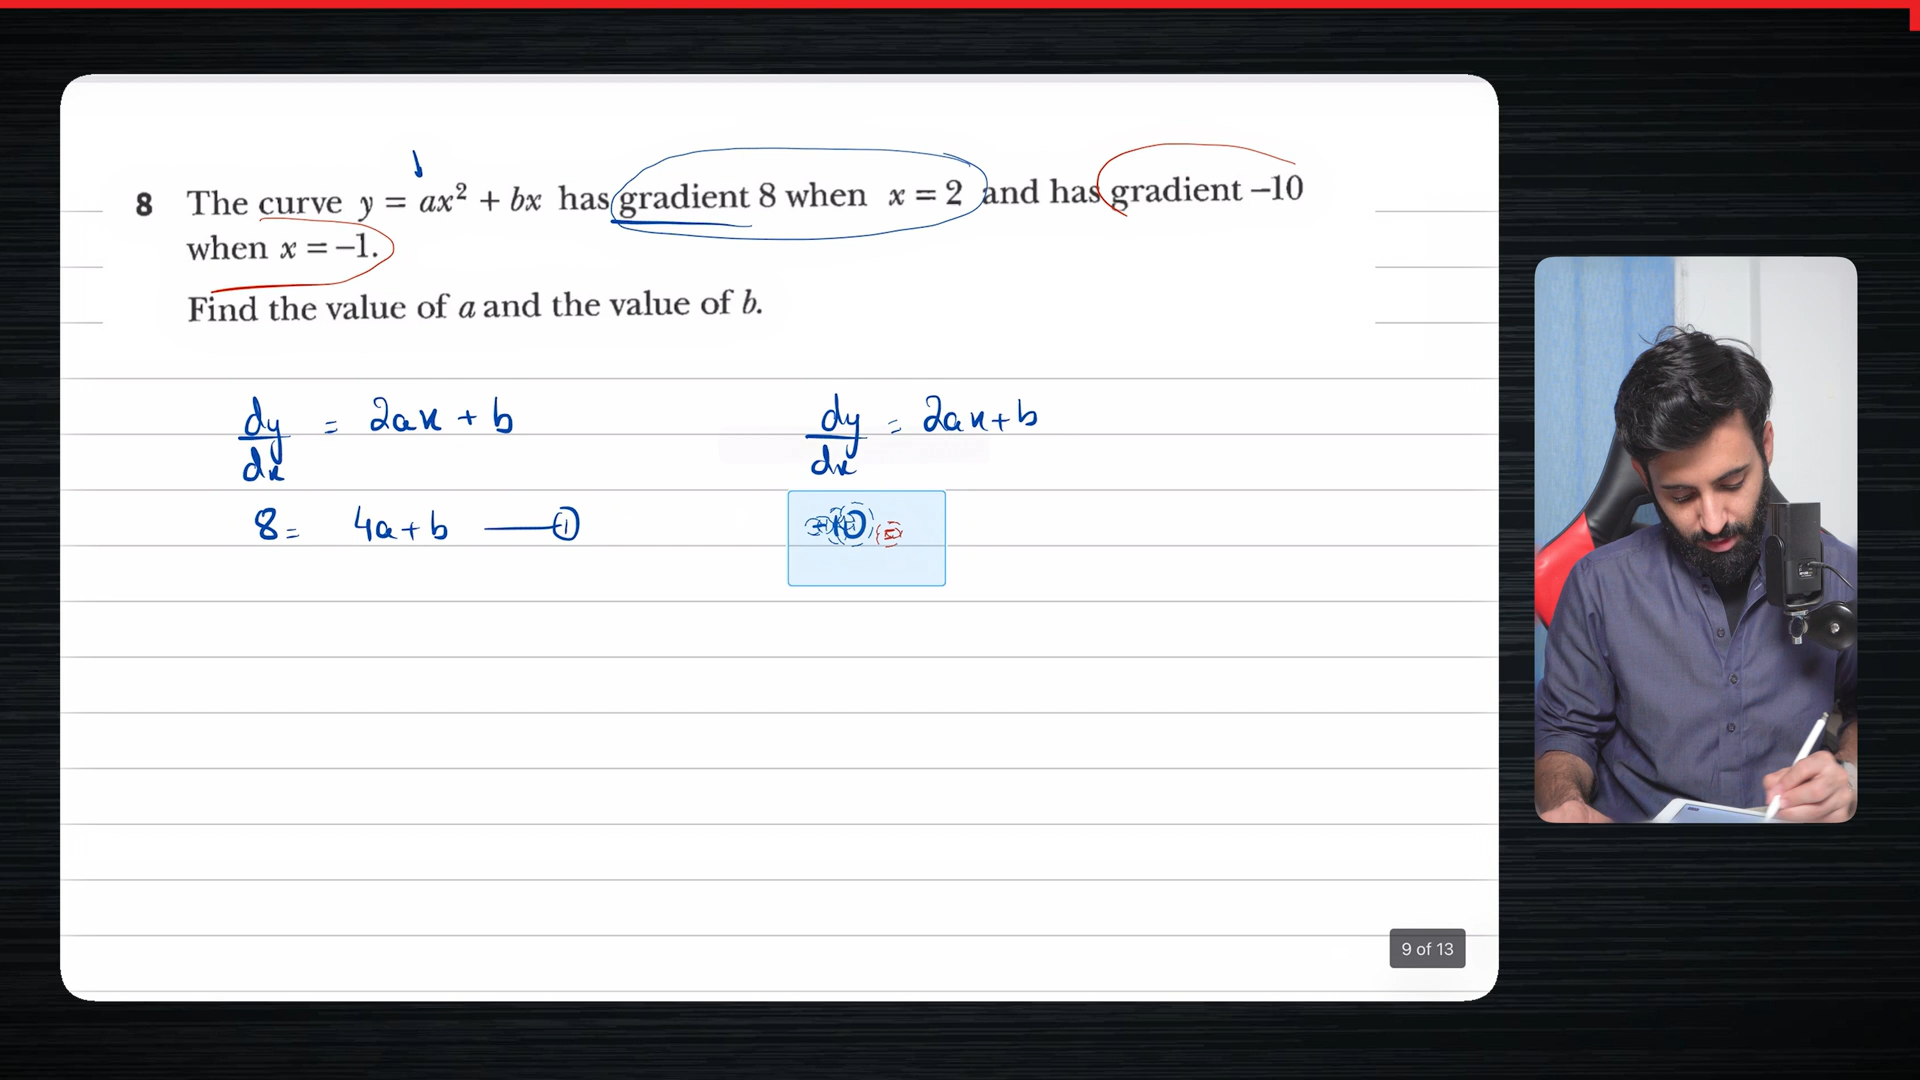 8 The curve y = ax² + bx has gradient 8 when x = 2 and has gradient –10
when x = –1.
Find the value of a and the value of b.
dy/dx = 2ax + b
8 = 4a + b —— ①
dy/dx = 2ax + b
-10 =
9 of 13